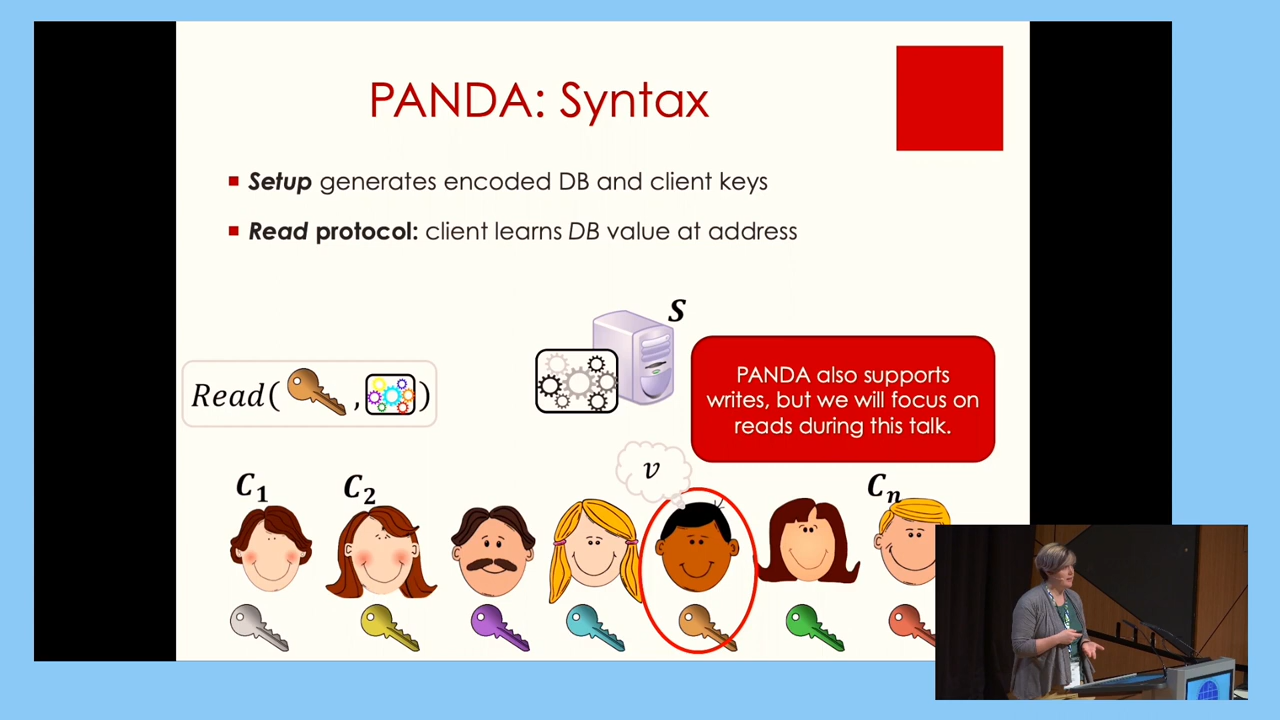 PANDA: Syntax
Setup generates encoded DB and client keys
Read protocol: client learns DB value at address
S
Read( , )
PANDA also supports
writes, but we will focus on
reads during this talk.
v
C1
C2
Cn